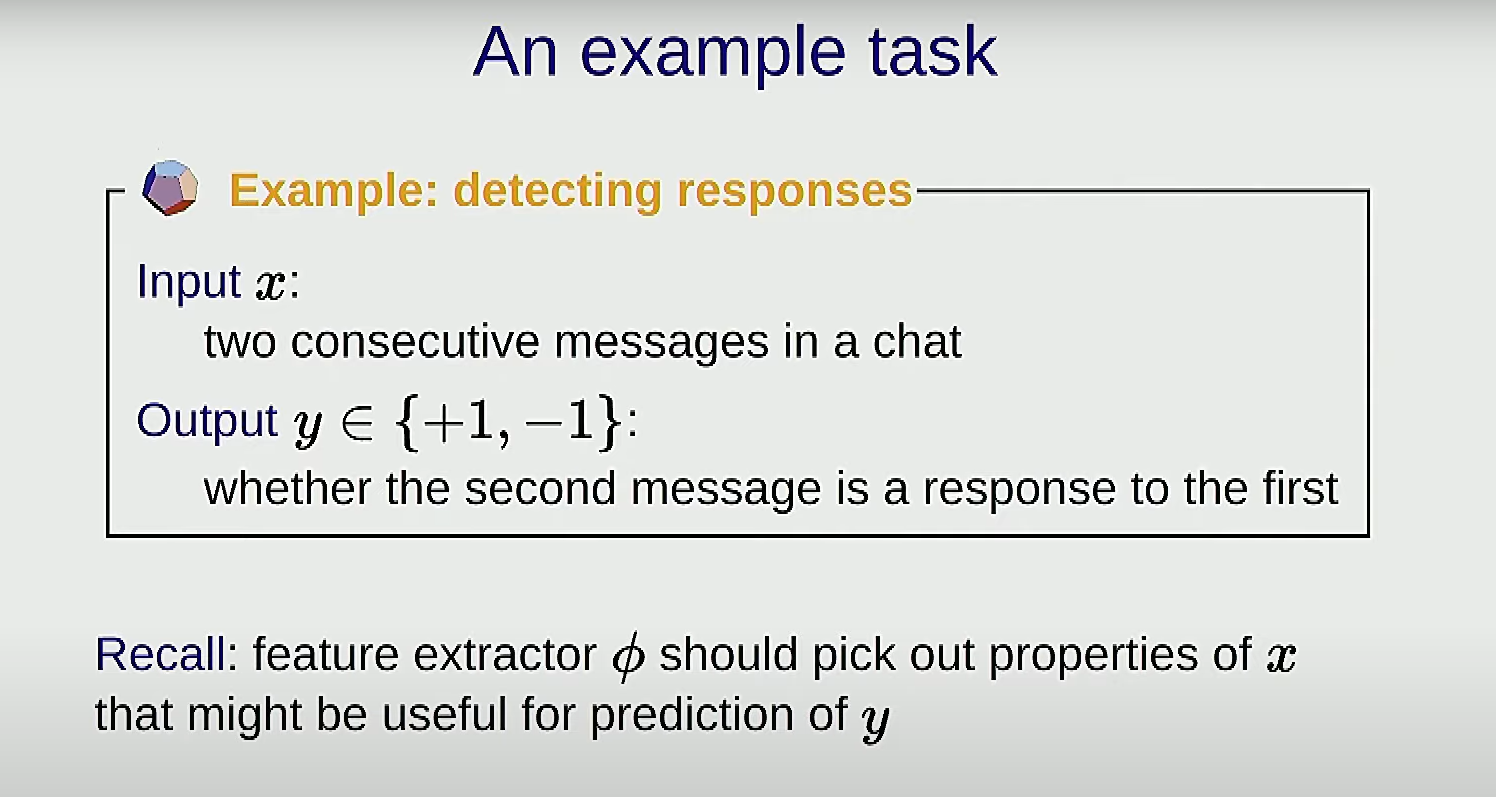 An example task
Example: detecting responses
Input x:
two consecutive messages in a chat
Output y ∈ {+1, −1}:
whether the second message is a response to the first
Recall: feature extractor ϕ should pick out properties of x
that might be useful for prediction of y